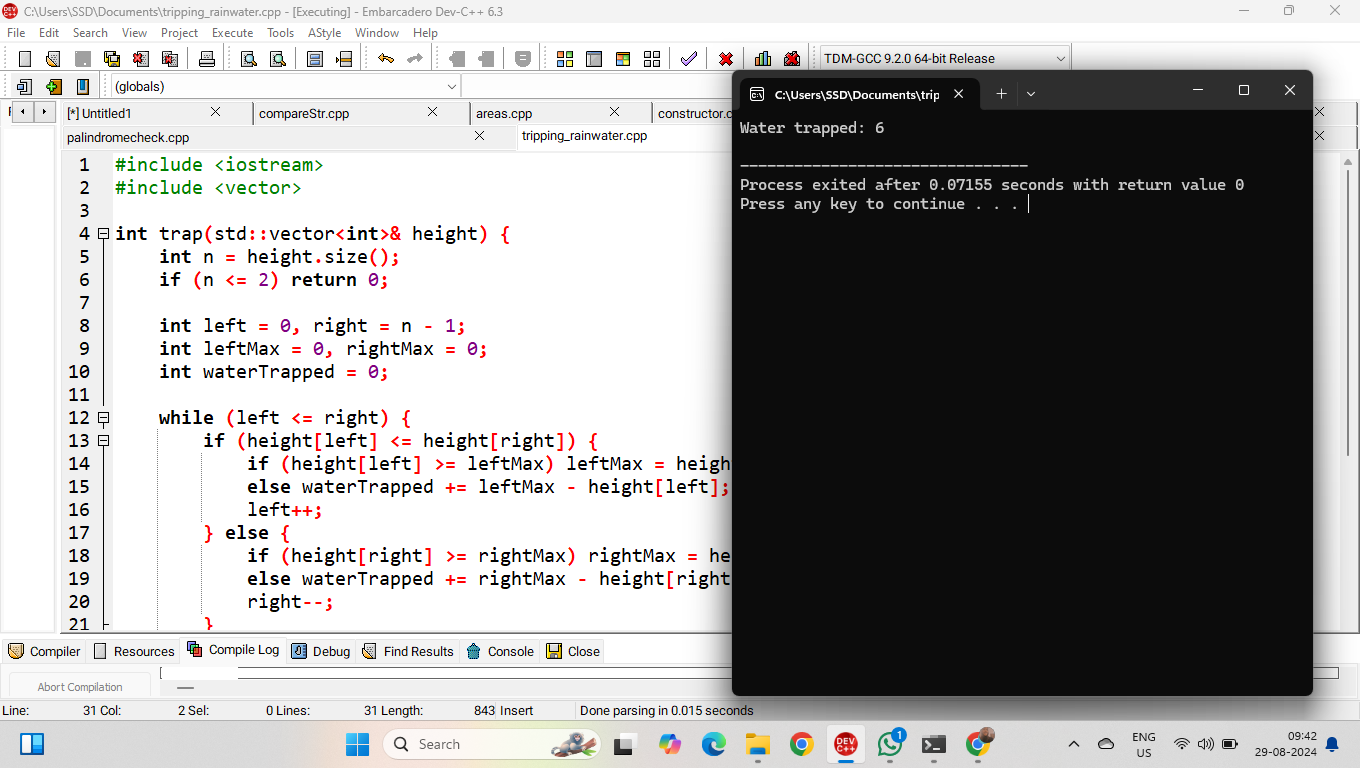 C:\Users\SSD\Documents\tripping_rainwater.cpp - [Executing] - Embarcadero Dev-C++ 6.3
File Edit Search View Project Execute Tools AStyle Window Help
TDM-GCC 9.2.0 64-bit Release
(globals)
[*] Untitled1 compareStr.cpp areas.cpp constructor.c
palindromecheck.cpp tripping_rainwater.cpp
1 #include <iostream>
2 #include <vector>
3
4 int trap(std::vector<int>& height) {
5 int n = height.size();
6 if (n <= 2) return 0;
7
8 int left = 0, right = n - 1;
9 int leftMax = 0, rightMax = 0;
10 int waterTrapped = 0;
11
12 while (left <= right) {
13 if (height[left] <= height[right]) {
14 if (height[left] >= leftMax) leftMax = heigh
15 else waterTrapped += leftMax - height[left];
16 left++;
17 } else {
18 if (height[right] >= rightMax) rightMax = he
19 else waterTrapped += rightMax - height[right
20 right--;
21 }
C:\Users\SSD\Documents\trip
Water trapped: 6
--------------------------------
Process exited after 0.07155 seconds with return value 0
Press any key to continue . . .
Compiler Resources Compile Log Debug Find Results Console Close
Abort Compilation
Line: 31 Col: 2 Sel: 0 Lines: 31 Length: 843 Insert Done parsing in 0.015 seconds
Search
DEV C++
1
ENG
US
09:42
29-08-2024